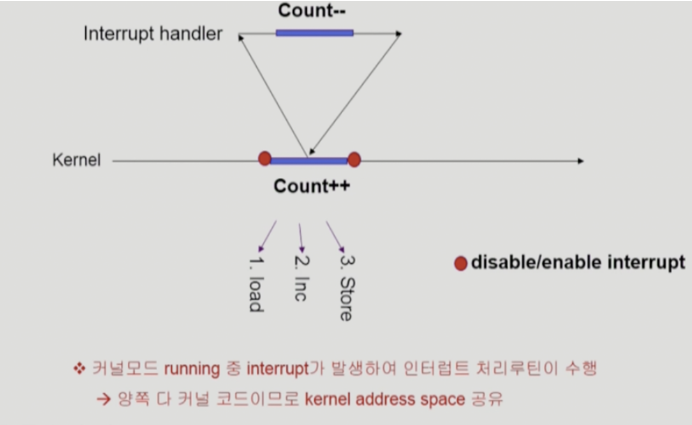 Count--
Interrupt handler
Kernel
Count++
1. load
2. Inc
3. Store
disable/enable interrupt
❖ 커널모드 running 중 interrupt가 발생하여 인터럽트 처리루틴이 수행
→ 양쪽 다 커널 코드이므로 kernel address space 공유